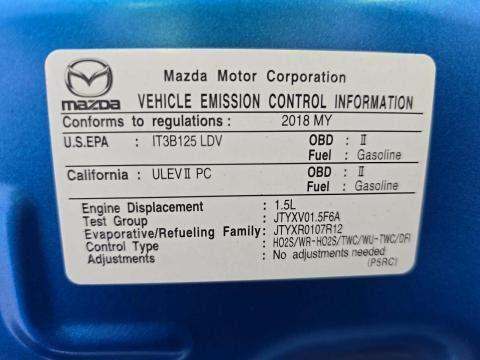 Mazda Motor Corporation
mazda VEHICLE EMISSION CONTROL INFORMATION
Conforms to regulations: 2018 MY
U.S.EPA : IT3B125 LDV OBD : II
Fuel : Gasoline
California : ULEV II PC OBD : II
Fuel : Gasoline
Engine Displacement : 1.5L
Test Group : JTYXV01.5F6A
Evaporative/Refueling Family: JTYXR0107R12
Control Type : HO2S/WR-HO2S/TWC/WU-TWC/DFI
Adjustments : No adjustments needed
(P5RC)